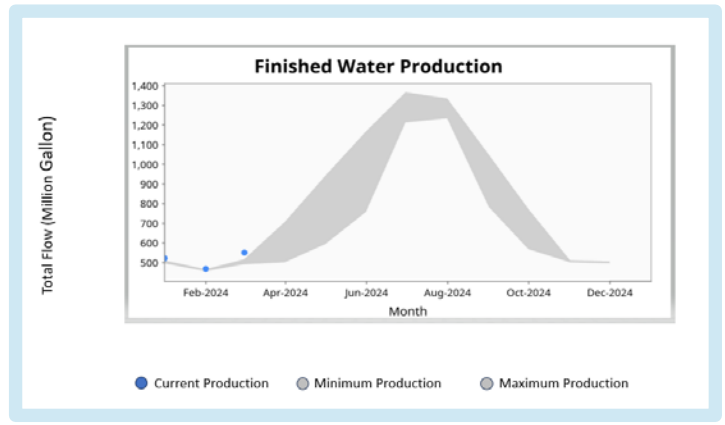 Finished Water Production
Total Flow (Million Gallon)
1,400
1,300
1,200
1,100
1,000
900
800
700
600
500
Feb-2024 Apr-2024 Jun-2024 Aug-2024 Oct-2024 Dec-2024
Month
Current Production Minimum Production Maximum Production